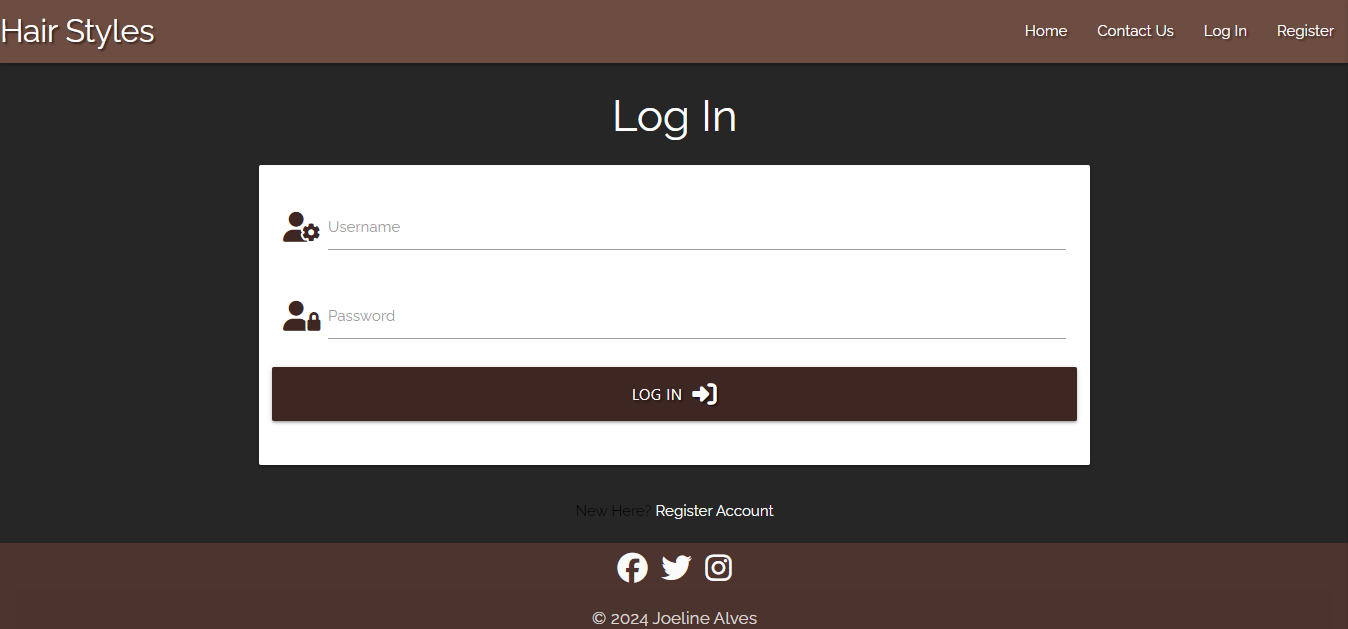 Hair Styles
Home Contact Us Log In Register
Log In
Username
Password
LOG IN
New Here? Register Account
© 2024 Joeline Alves